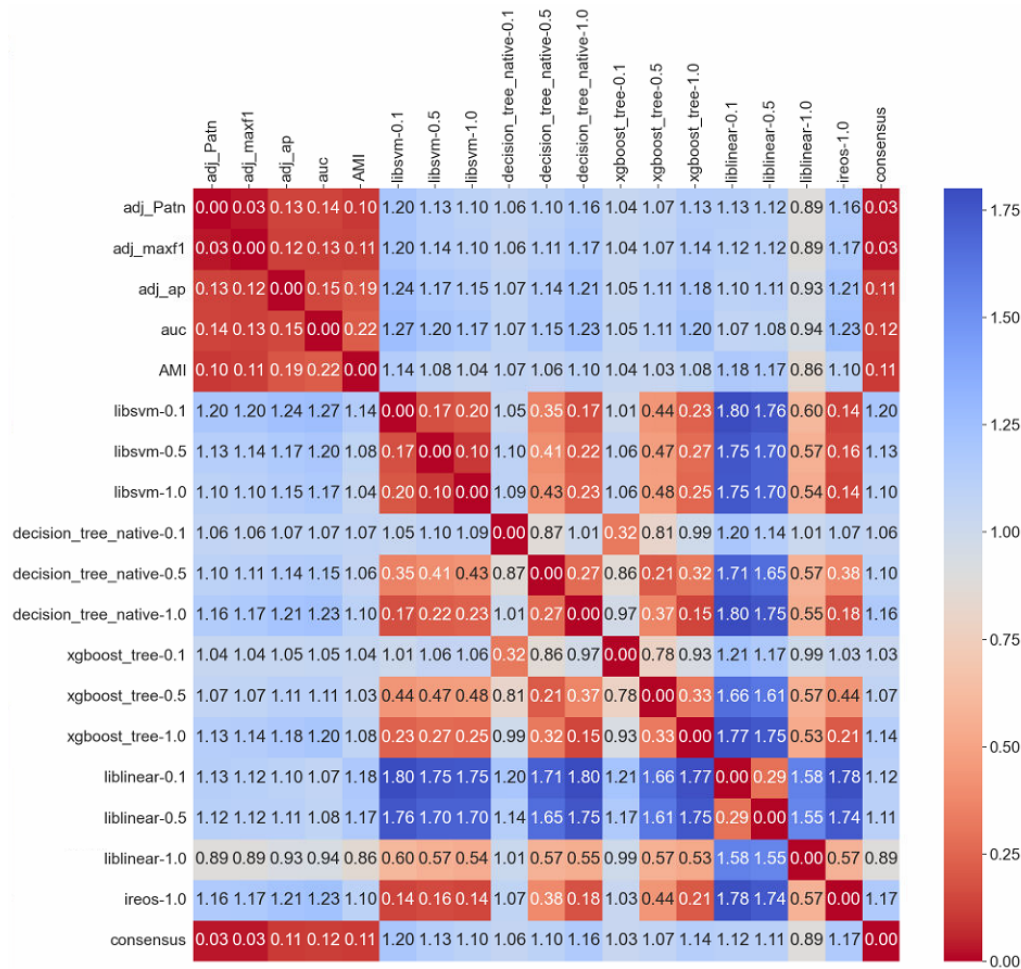 adj_Patn adj_maxf1 adj_ap auc AMI libsvm-0.1 libsvm-0.5 libsvm-1.0 decision_tree_native-0.1 decision_tree_native-0.5 decision_tree_native-1.0 xgboost_tree-0.1 xgboost_tree-0.5 xgboost_tree-1.0 liblinear-0.1 liblinear-0.5 liblinear-1.0 ireos-1.0 consensus
adj_Patn 0.00 0.03 0.13 0.14 0.10 1.20 1.13 1.10 1.06 1.10 1.16 1.04 1.07 1.13 1.13 1.12 0.89 1.16 0.03
adj_maxf1 0.03 0.00 0.12 0.13 0.11 1.20 1.14 1.10 1.06 1.11 1.17 1.04 1.07 1.14 1.12 1.12 0.89 1.17 0.03
adj_ap 0.13 0.12 0.00 0.15 0.19 1.24 1.17 1.15 1.07 1.14 1.21 1.05 1.11 1.18 1.10 1.11 0.93 1.21 0.11
auc 0.14 0.13 0.15 0.00 0.22 1.27 1.20 1.17 1.07 1.15 1.23 1.05 1.11 1.20 1.07 1.08 0.94 1.23 0.12
AMI 0.10 0.11 0.19 0.22 0.00 1.14 1.08 1.04 1.07 1.06 1.10 1.04 1.03 1.08 1.18 1.17 0.86 1.10 0.11
libsvm-0.1 1.20 1.20 1.24 1.27 1.14 0.00 0.17 0.20 1.05 0.35 0.17 1.01 0.44 0.23 1.80 1.76 0.60 0.14 1.20
libsvm-0.5 1.13 1.14 1.17 1.20 1.08 0.17 0.00 0.10 1.10 0.41 0.22 1.06 0.47 0.27 1.75 1.70 0.57 0.16 1.13
libsvm-1.0 1.10 1.10 1.15 1.17 1.04 0.20 0.10 0.00 1.09 0.43 0.23 1.06 0.48 0.25 1.75 1.70 0.54 0.14 1.10
decision_tree_native-0.1 1.06 1.06 1.07 1.07 1.07 1.05 1.10 1.09 0.00 0.87 1.01 0.32 0.81 0.99 1.20 1.14 1.01 1.07 1.06
decision_tree_native-0.5 1.10 1.11 1.14 1.15 1.06 0.35 0.41 0.43 0.87 0.00 0.27 0.86 0.21 0.32 1.71 1.65 0.57 0.38 1.10
decision_tree_native-1.0 1.16 1.17 1.21 1.23 1.10 0.17 0.22 0.23 1.01 0.27 0.00 0.97 0.37 0.15 1.80 1.75 0.55 0.18 1.16
xgboost_tree-0.1 1.04 1.04 1.05 1.05 1.04 1.01 1.06 1.06 0.32 0.86 0.97 0.00 0.78 0.93 1.21 1.17 0.99 1.03 1.03
xgboost_tree-0.5 1.07 1.07 1.11 1.11 1.03 0.44 0.47 0.48 0.81 0.21 0.37 0.78 0.00 0.33 1.66 1.61 0.57 0.44 1.07
xgboost_tree-1.0 1.13 1.14 1.18 1.20 1.08 0.23 0.27 0.25 0.99 0.32 0.15 0.93 0.33 0.00 1.77 1.75 0.53 0.21 1.14
liblinear-0.1 1.13 1.12 1.10 1.07 1.18 1.80 1.75 1.75 1.20 1.71 1.80 1.21 1.66 1.77 0.00 0.29 1.58 1.78 1.12
liblinear-0.5 1.12 1.12 1.11 1.08 1.17 1.76 1.70 1.70 1.14 1.65 1.75 1.17 1.61 1.75 0.29 0.00 1.55 1.74 1.11
liblinear-1.0 0.89 0.89 0.93 0.94 0.86 0.60 0.57 0.54 1.01 0.57 0.55 0.99 0.57 0.53 1.58 1.55 0.00 0.57 0.89
ireos-1.0 1.16 1.17 1.21 1.23 1.10 0.14 0.16 0.14 1.07 0.38 0.18 1.03 0.44 0.21 1.78 1.74 0.57 0.00 1.17
consensus 0.03 0.03 0.11 0.12 0.11 1.20 1.13 1.10 1.06 1.10 1.16 1.03 1.07 1.14 1.12 1.11 0.89 1.17 0.00
1.75
1.50
1.25
1.00
0.75
0.50
0.25
0.00